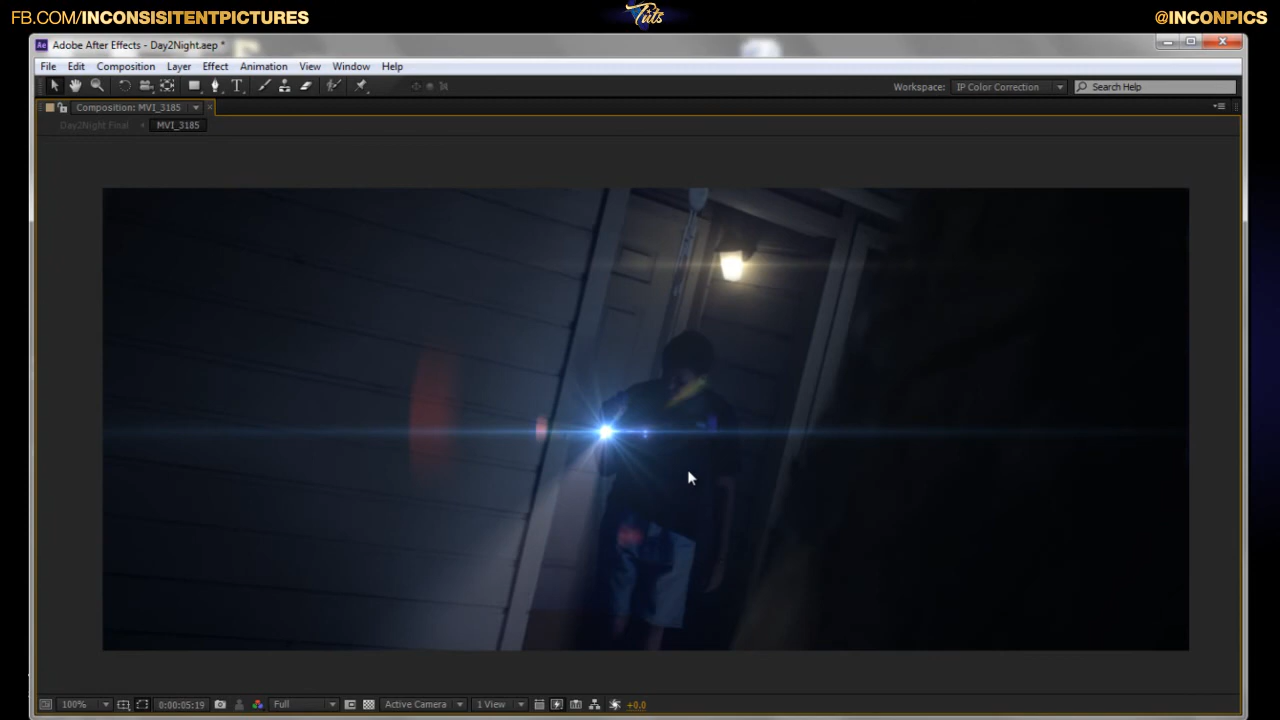 FB.COM/INCONSISITENTPICTURES
Tuts
@INCONPICS
Ae Adobe After Effects - Day2Night.aep *
File Edit Composition Layer Effect Animation View Window Help
T
Workspace: IP Color Correction
Search Help
Composition: MVI_3185
Day2Night Final
MVI_3185
100%
0:00:05:19
Full
Active Camera
1 View
+0.0